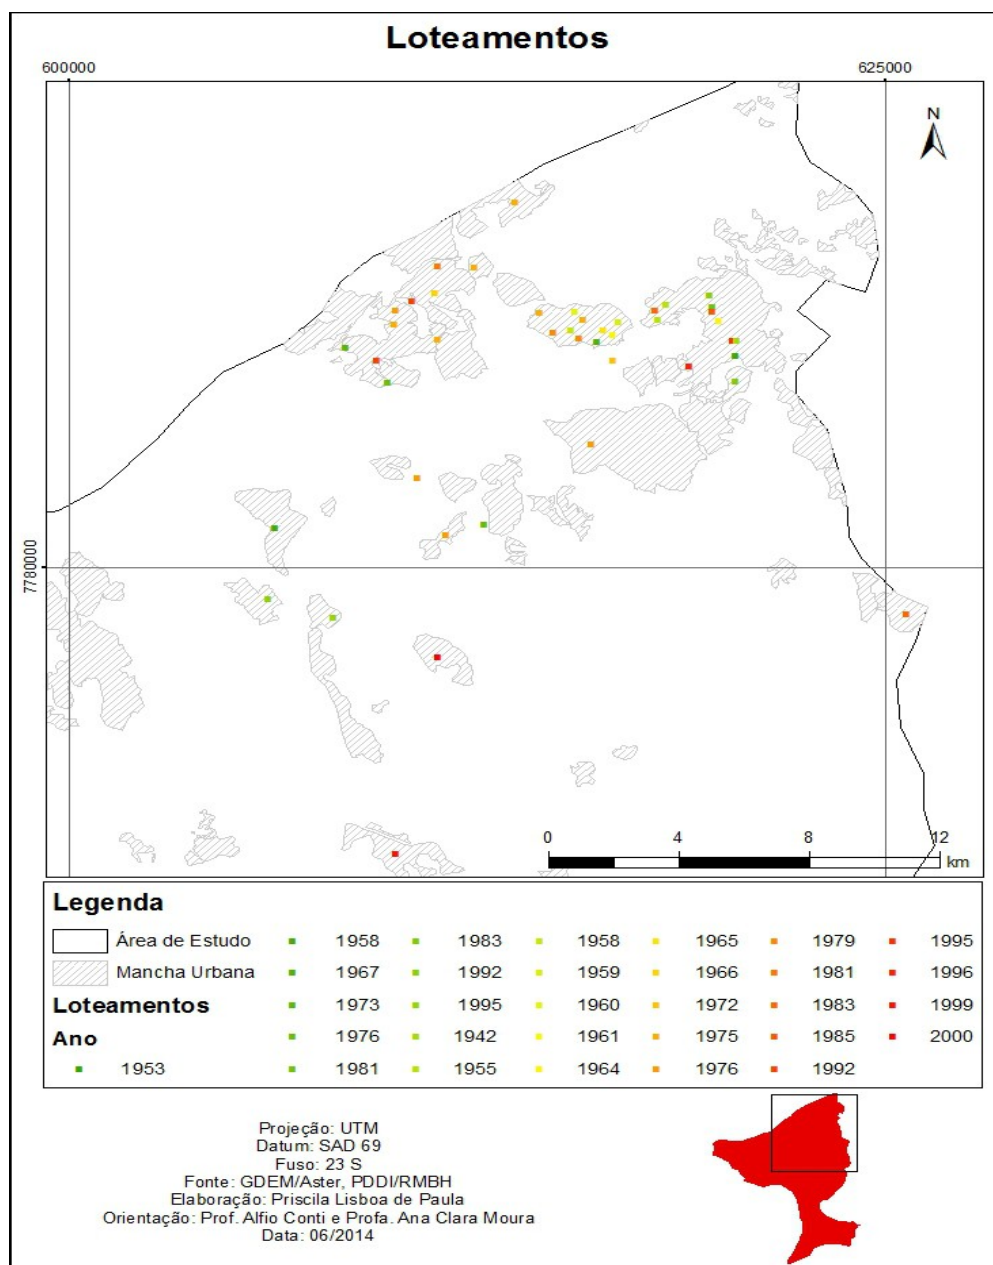 Loteamentos
600000 625000
N
7780000
0 4 8 12
km
Legenda
Área de Estudo
Mancha Urbana
Loteamentos
Ano
1953
1958 1983 1958 1965 1979 1995
1967 1992 1959 1966 1981 1996
1973 1995 1960 1972 1983 1999
1976 1942 1961 1975 1985 2000
1981 1955 1964 1976 1992
Projeção: UTM
Datum: SAD 69
Fuso: 23 S
Fonte: GDEM/Aster, PDDI/RMBH
Elaboração: Priscila Lisboa de Paula
Orientação: Prof. Alfio Conti e Profa. Ana Clara Moura
Data: 06/2014